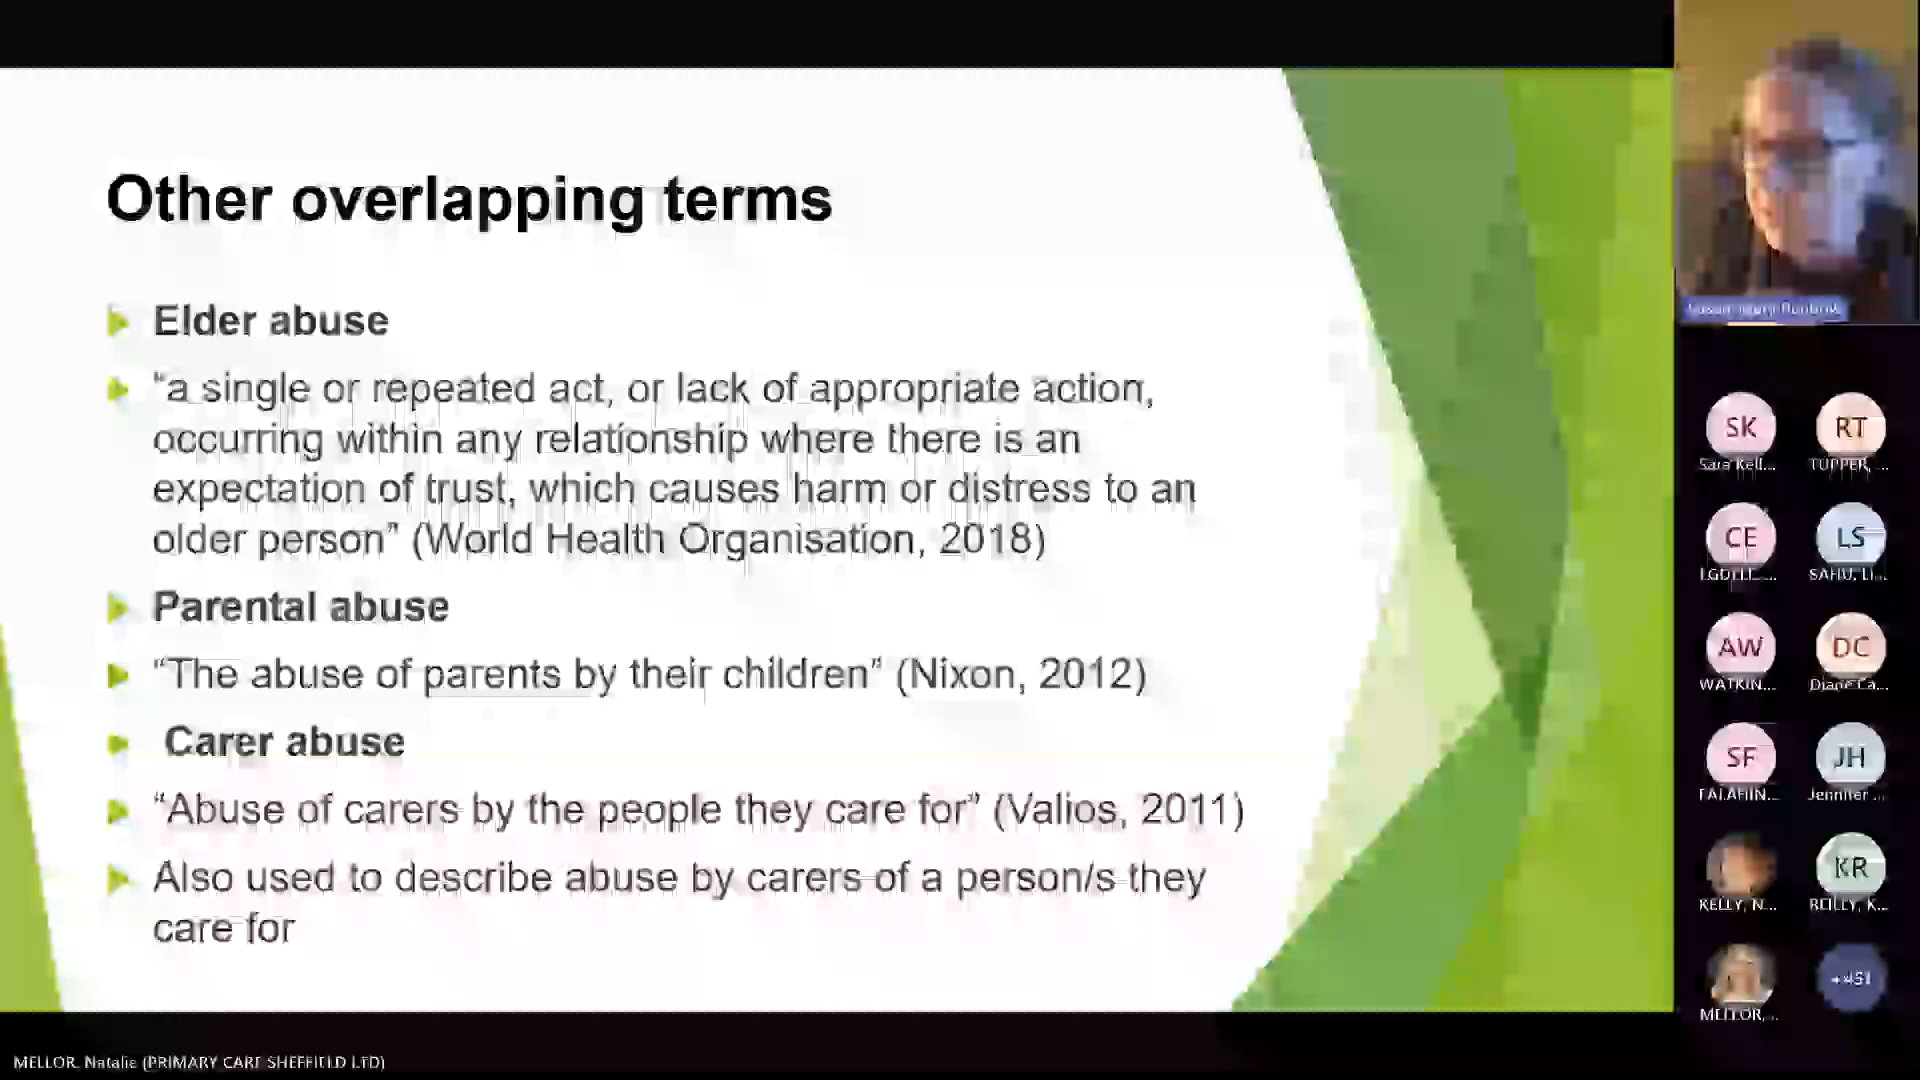 Other overlapping terms
Elder abuse
“a single or repeated act, or lack of appropriate action,
occurring within any relationship where there is an
expectation of trust, which causes harm or distress to an
older person” (World Health Organisation, 2018)
Parental abuse
“The abuse of parents by their children” (Nixon, 2012)
Carer abuse
“Abuse of carers by the people they care for” (Valios, 2011)
Also used to describe abuse by carers of a person/s they
care for
SK RT
Sara Kell... TUPPER, ...
CE LS
SAHU, LI...
AW DC
WATKIN... Diane Ca...
SF JH
Jennifer ...
KR
KELLY, N... REILLY, K...
+451
MELLOR, ...
MELLOR, Natalie (PRIMARY CARE SHEFFIELD LTD)